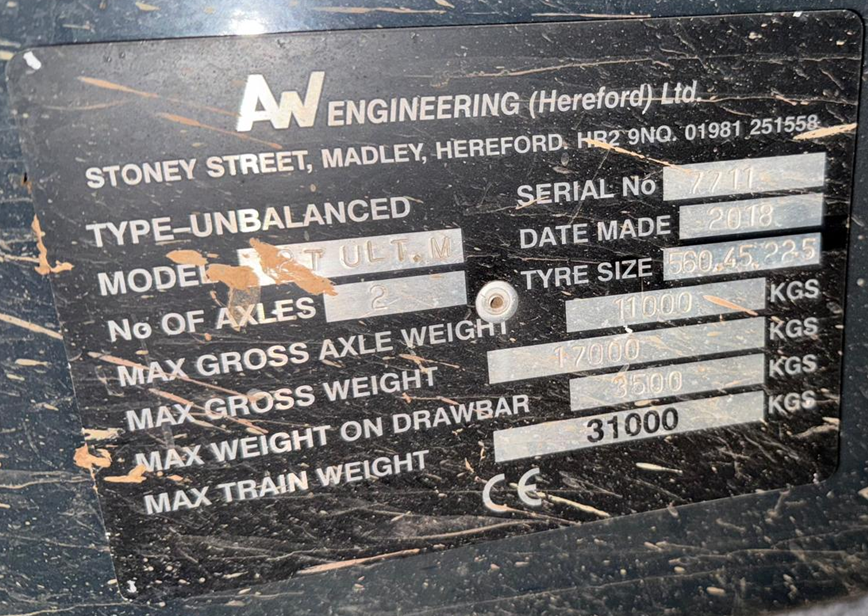 AW ENGINEERING (Hereford) Ltd.
STONEY STREET, MADLEY, HEREFORD. HR2 9NQ. 01981 251558
TYPE–UNBALANCED
SERIAL No 7711
MODEL T ULT.M
DATE MADE 2018
No OF AXLES 2
TYRE SIZE 560.45.225
MAX GROSS AXLE WEIGHT 11000 KGS
MAX GROSS WEIGHT 17000 KGS
MAX WEIGHT ON DRAWBAR 3500 KGS
MAX TRAIN WEIGHT 31000 KGS
CE